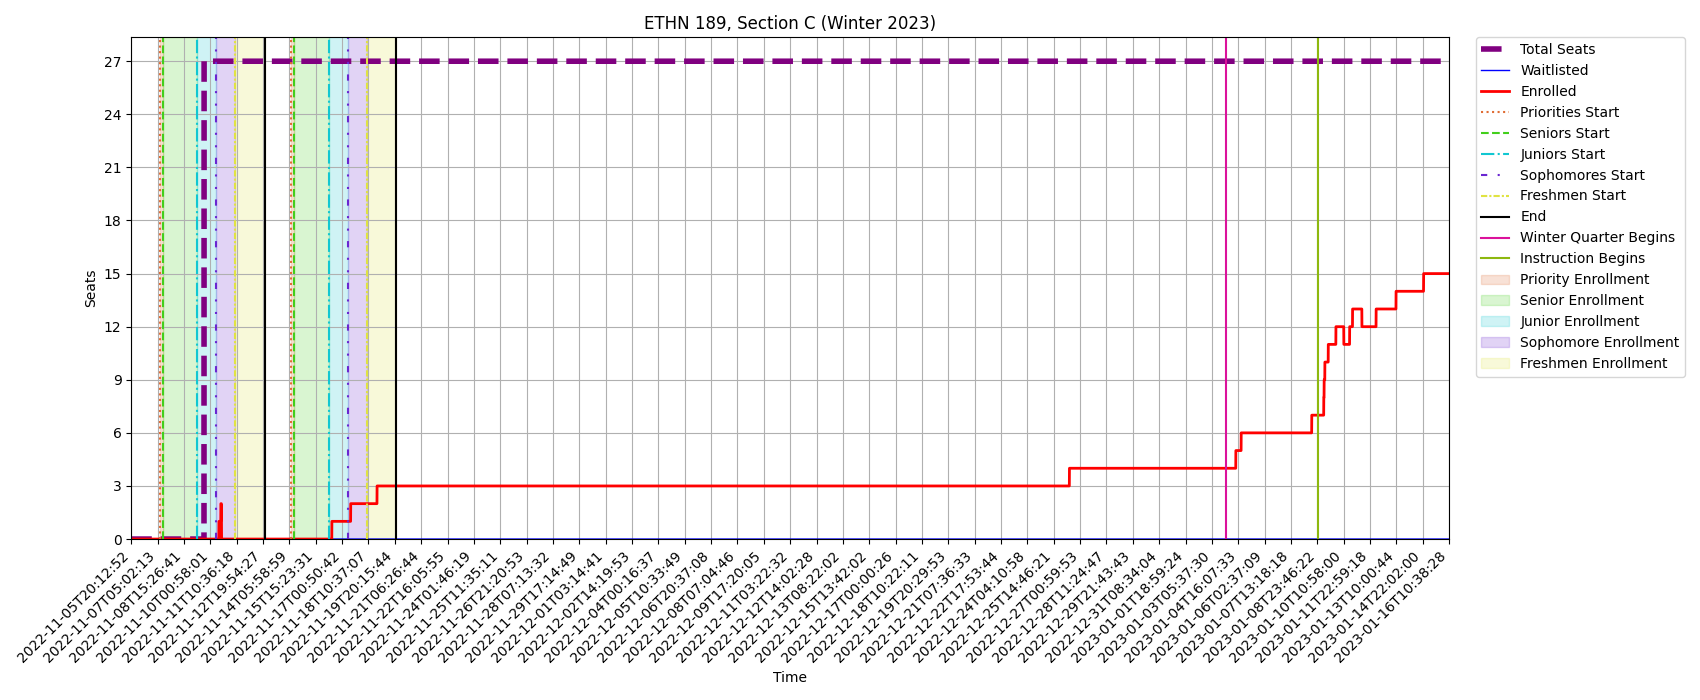 ETHN 189, Section C (Winter 2023)
Seats
27
24
21
18
15
12
9
6
3
0
2022-11-05T20:12:52
2022-11-07T05:02:13
2022-11-08T15:26:41
2022-11-10T00:58:01
2022-11-11T10:36:18
2022-11-12T19:54:27
2022-11-14T05:58:59
2022-11-15T15:23:31
2022-11-17T00:50:42
2022-11-18T10:37:07
2022-11-19T20:15:44
2022-11-21T06:26:44
2022-11-22T16:05:55
2022-11-24T01:46:19
2022-11-25T11:35:11
2022-11-26T21:20:53
2022-11-28T07:13:32
2022-11-29T17:14:49
2022-12-01T03:14:41
2022-12-02T14:19:53
2022-12-04T00:16:37
2022-12-05T10:33:49
2022-12-06T20:37:08
2022-12-08T07:04:46
2022-12-09T17:20:05
2022-12-11T03:22:32
2022-12-12T14:02:28
2022-12-13T08:22:02
2022-12-15T13:42:02
2022-12-17T00:00:26
2022-12-18T10:22:11
2022-12-19T20:29:53
2022-12-21T07:36:33
2022-12-22T17:53:44
2022-12-24T04:10:58
2022-12-25T14:46:21
2022-12-27T00:59:53
2022-12-28T11:24:47
2022-12-29T21:43:43
2022-12-31T08:34:04
2023-01-01T18:59:24
2023-01-03T05:37:30
2023-01-04T16:07:33
2023-01-06T02:37:09
2023-01-07T13:18:18
2023-01-08T23:46:22
2023-01-10T10:58:00
2023-01-11T22:59:18
2023-01-13T10:00:44
2023-01-14T22:02:00
2023-01-16T10:38:28
Time
Total Seats
Waitlisted
Enrolled
Priorities Start
Seniors Start
Juniors Start
Sophomores Start
Freshmen Start
End
Winter Quarter Begins
Instruction Begins
Priority Enrollment
Senior Enrollment
Junior Enrollment
Sophomore Enrollment
Freshmen Enrollment